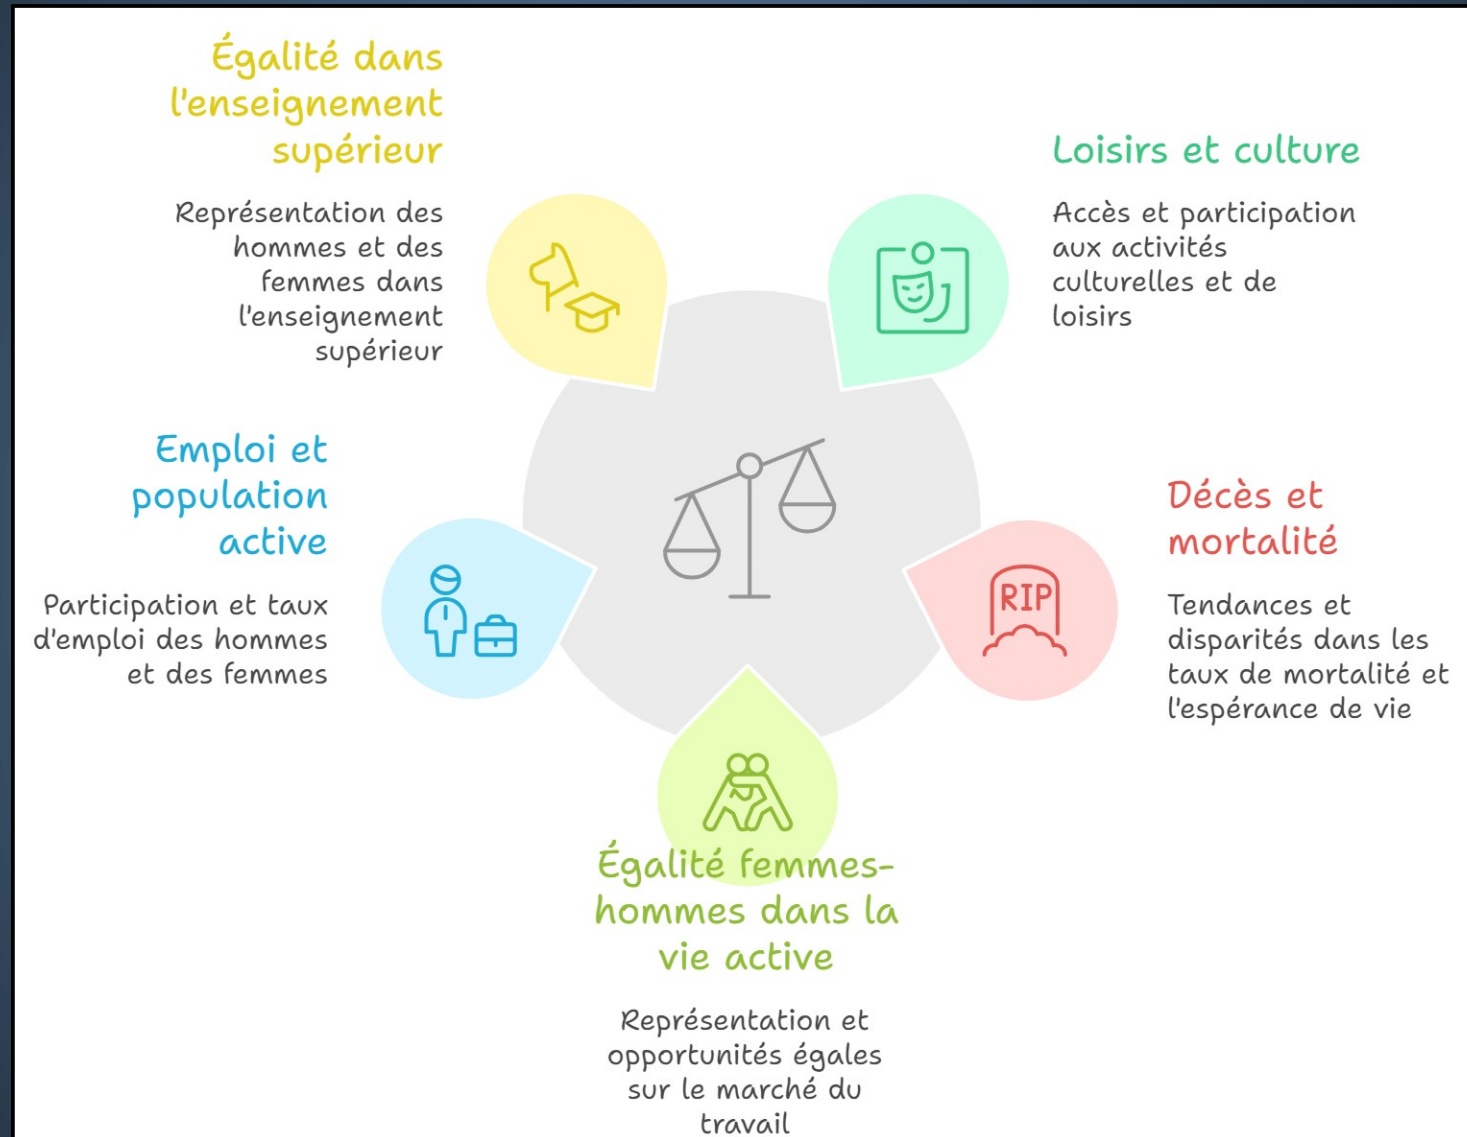 Égalité dans
l'enseignement
supérieur
Représentation des
hommes et des
femmes dans
l'enseignement
supérieur
Loisirs et culture
Accès et participation
aux activités
culturelles et de
loisirs
Emploi et
population
active
Participation et taux
d'emploi des hommes
et des femmes
Décès et
mortalité
RIP
Tendances et
disparités dans les
taux de mortalité et
l'espérance de vie
Égalité femmes-
hommes dans la
vie active
Représentation et
opportunités égales
sur le marché du
travail